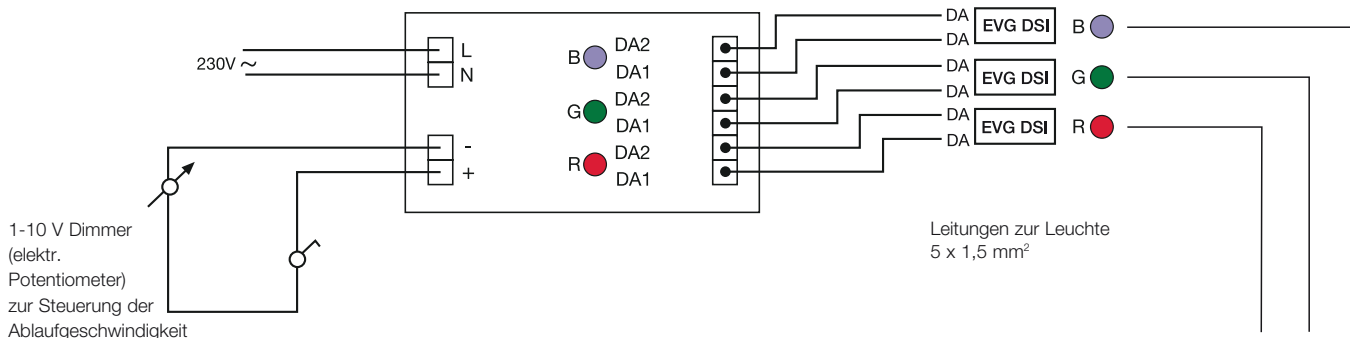 230V ~
L
N
-
+
B
DA2
DA1
G
DA2
DA1
R
DA2
DA1
DA
DA
EVG DSI
B
DA
DA
EVG DSI
G
DA
DA
EVG DSI
R
1-10 V Dimmer
(elektr.
Potentiometer)
zur Steuerung der
Ablaufgeschwindigkeit
Leitungen zur Leuchte
5 x 1,5 mm²